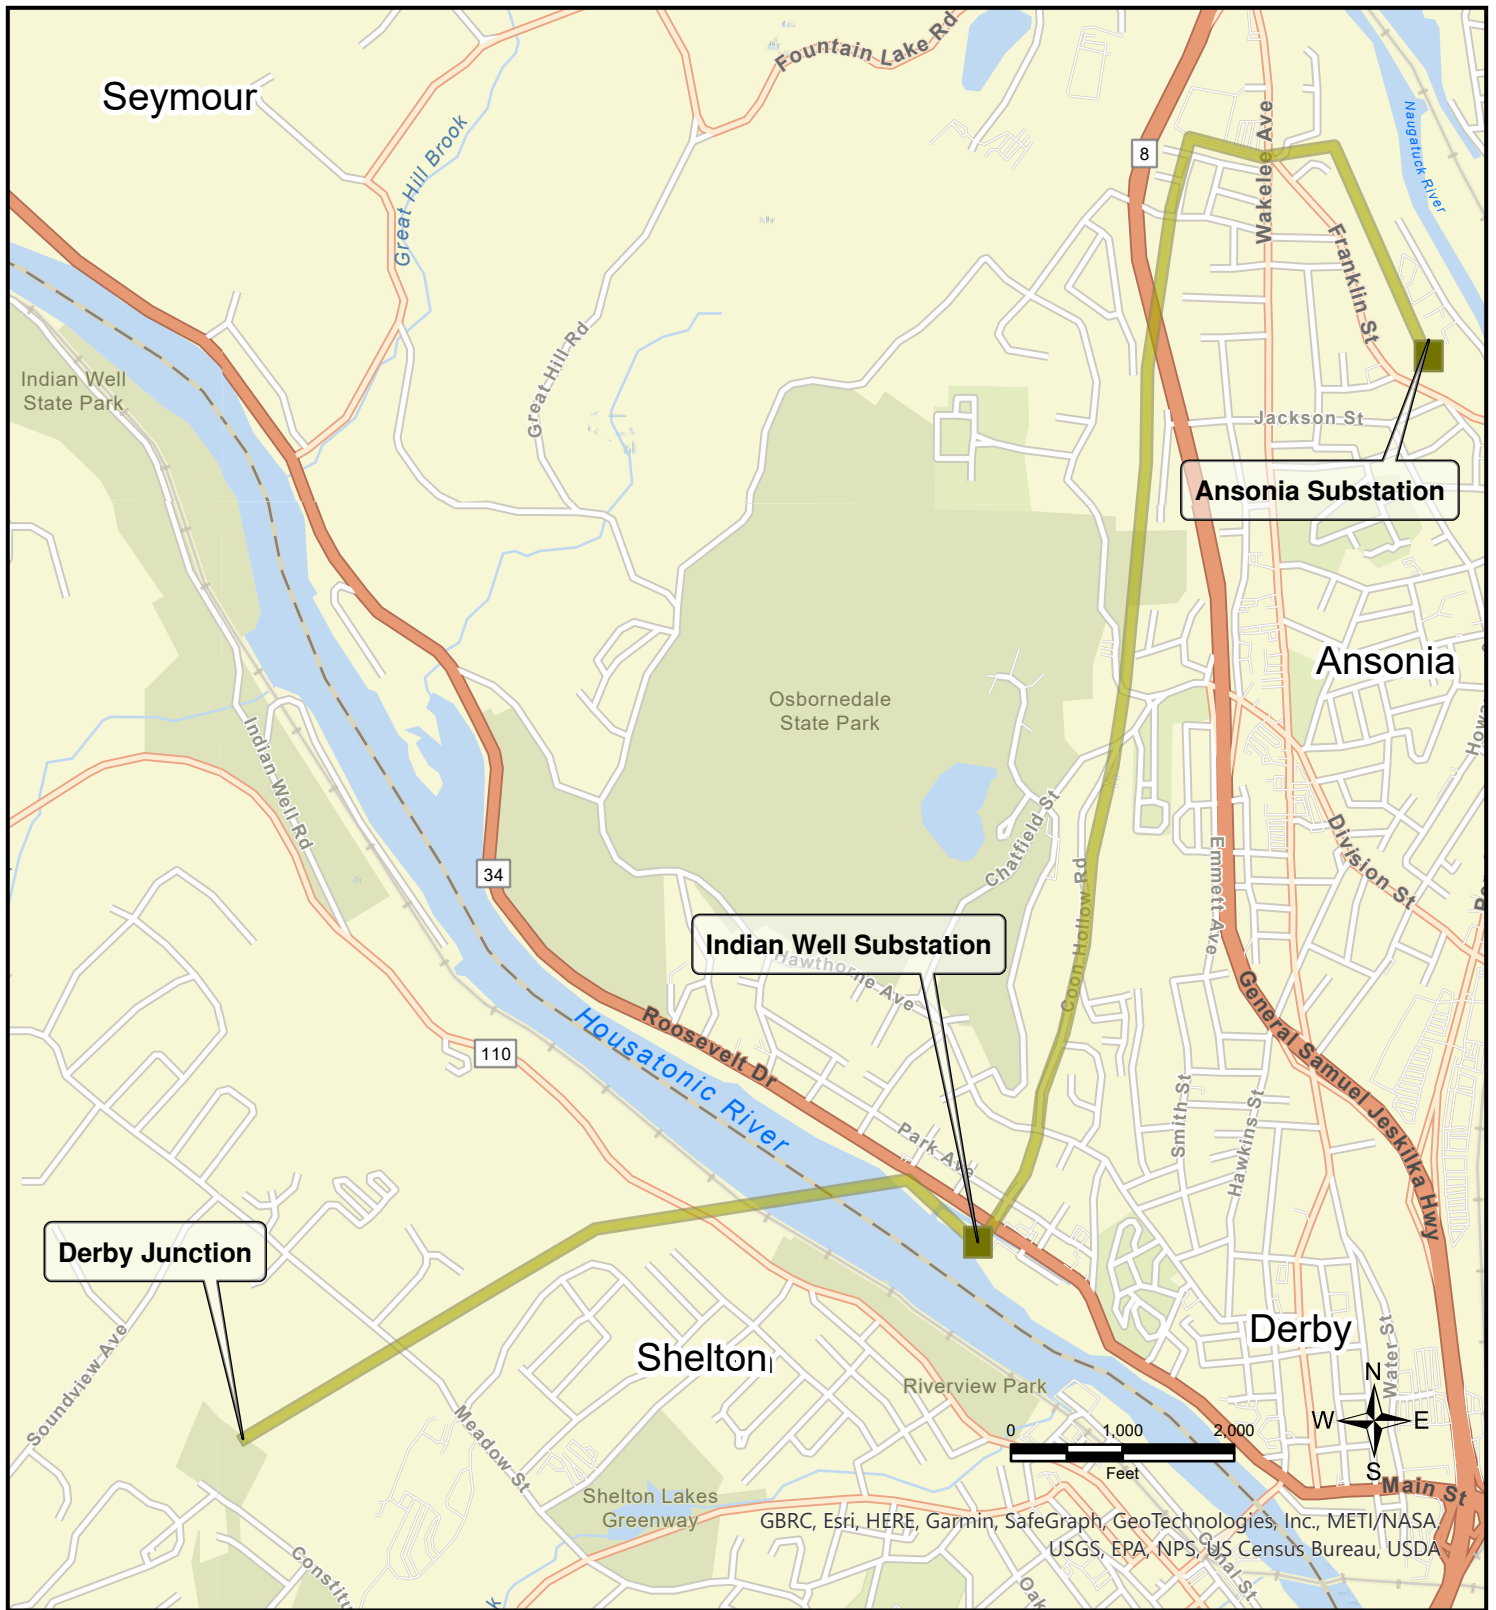 Fountain Lake Rd
Seymour
Great Hill Brook
8
Wakelee Ave
Naugatuck River
Franklin St
Indian Well
State Park
Great Hill Rd
Jackson St
Ansonia Substation
Ansonia
Osbornedale
State Park
Indian Well Rd
Chatfield St
Division St
Emmett Ave
34
Coon Hollow Rd
Indian Well Substation
Hawthorne Ave
Roosevelt Dr
Housatonic River
General Samuel Jeskilka Hwy
110
Park Ave
Smith St
Hawkins St
Derby Junction
Derby
Shelton
Water St
Soundview Ave
Riverview Park
N
W E
S
0 1,000 2,000
Feet
Meadow St
Shelton Lakes
Greenway
Main St
GBRC, Esri, HERE, Garmin, SafeGraph, GeoTechnologies, Inc., METI/NASA,
USGS, EPA, NPS, US Census Bureau, USDA
Canal St
Constitu
Oak
k
Howa